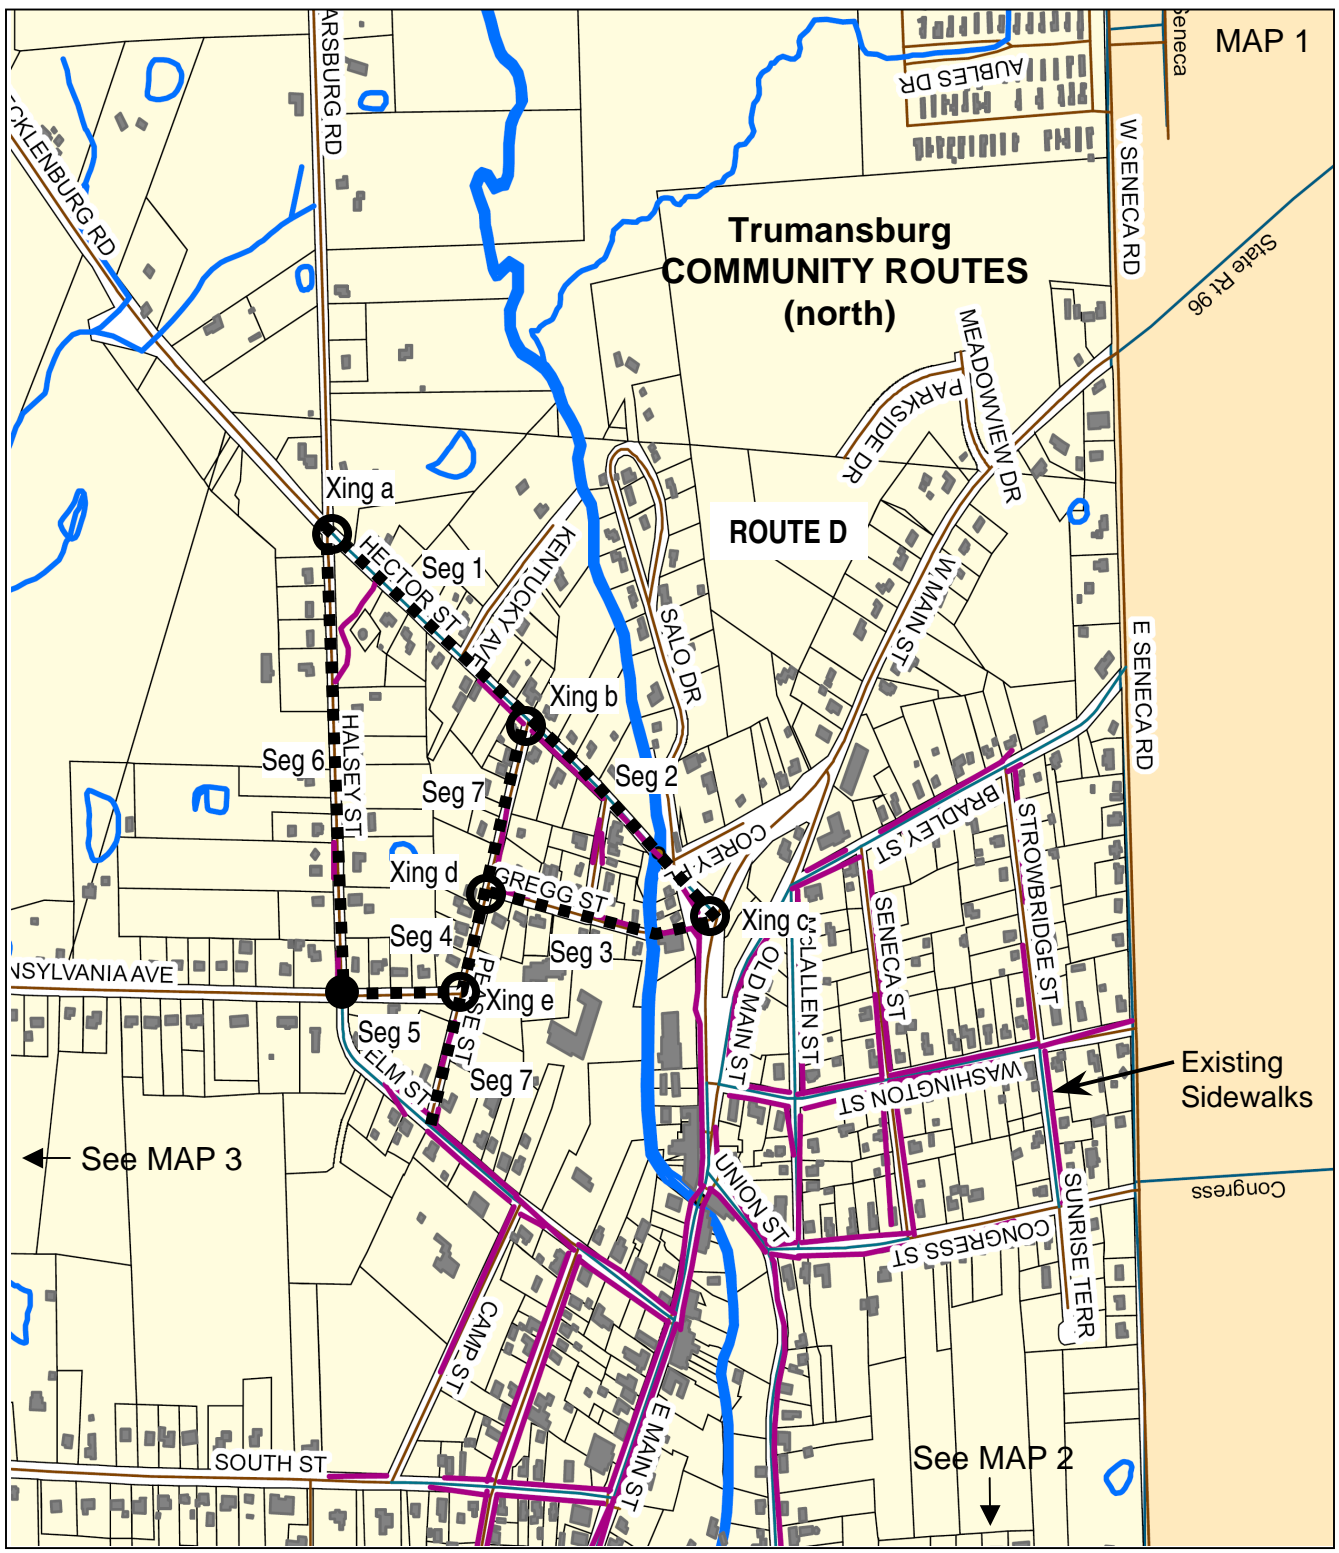 MAP 1
Seneca
ARSBURG RD
AUBLES DR
CKLENBURG RD
W SENECA RD
Trumansburg
COMMUNITY ROUTES
(north)
State Rt 96
MEADOWVIEW DR
PARKSIDE DR
Xing a
ROUTE D
HECTOR ST
Seg 1
KENTUCKY AVE
W MAIN ST
SALO DR
E SENECA RD
Xing b
HALSEY ST
Seg 6
Seg 2
Seg 7
BRADLEY ST
STROWBRIDGE ST
COREY
Xing d
GREGG ST
Xing c
SENECA ST
Seg 4
Seg 3
OLD MAIN ST
CLALLEN ST
NSYLVANIA AVE
PEASE ST
Xing e
Seg 5
ELM ST
Seg 7
WASHINGTON ST
Existing
Sidewalks
See MAP 3
UNION ST
Congress
SUNRISE TERR
CONGRESS ST
CAMP ST
E MAIN ST
SOUTH ST
See MAP 2